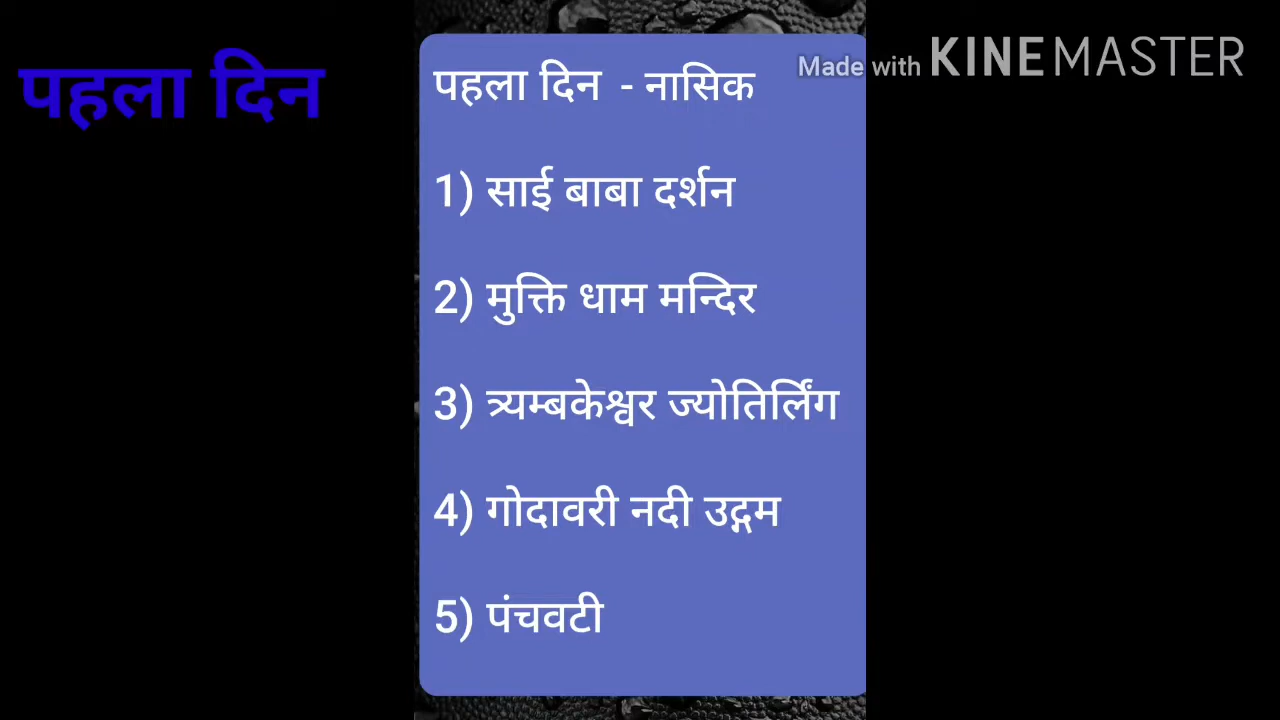 पहला दिन
Made with KINEMASTER
पहला दिन - नासिक
1) साई बाबा दर्शन
2) मुक्ति धाम मन्दिर
3) त्र्यम्बकेश्वर ज्योतिर्लिंग
4) गोदावरी नदी उद्गम
5) पंचवटी